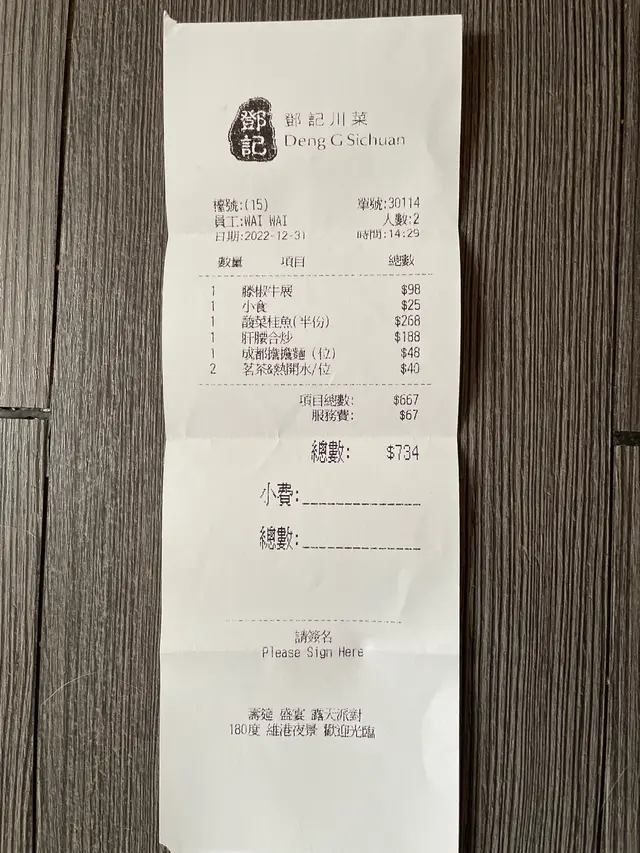 鄧記
鄧記川菜
Deng G Sichuan
檯號:(15) 單號:30114
員工:WAI WAI 人數:2
日期:2022-12-31 時間:14:29
數量 項目 總數
1 藤椒牛展 $98
1 小食 $25
1 酸菜桂魚(半份) $268
1 肝腰合炒 $188
1 成都擔擔麵 (位) $48
2 茗茶&熱開水/位 $40
項目總數: $667
服務費: $67
總數: $734
小費:
總數:
請簽名
Please Sign Here
壽筵 盛宴 露天派對
180度 維港夜景 歡迎光臨